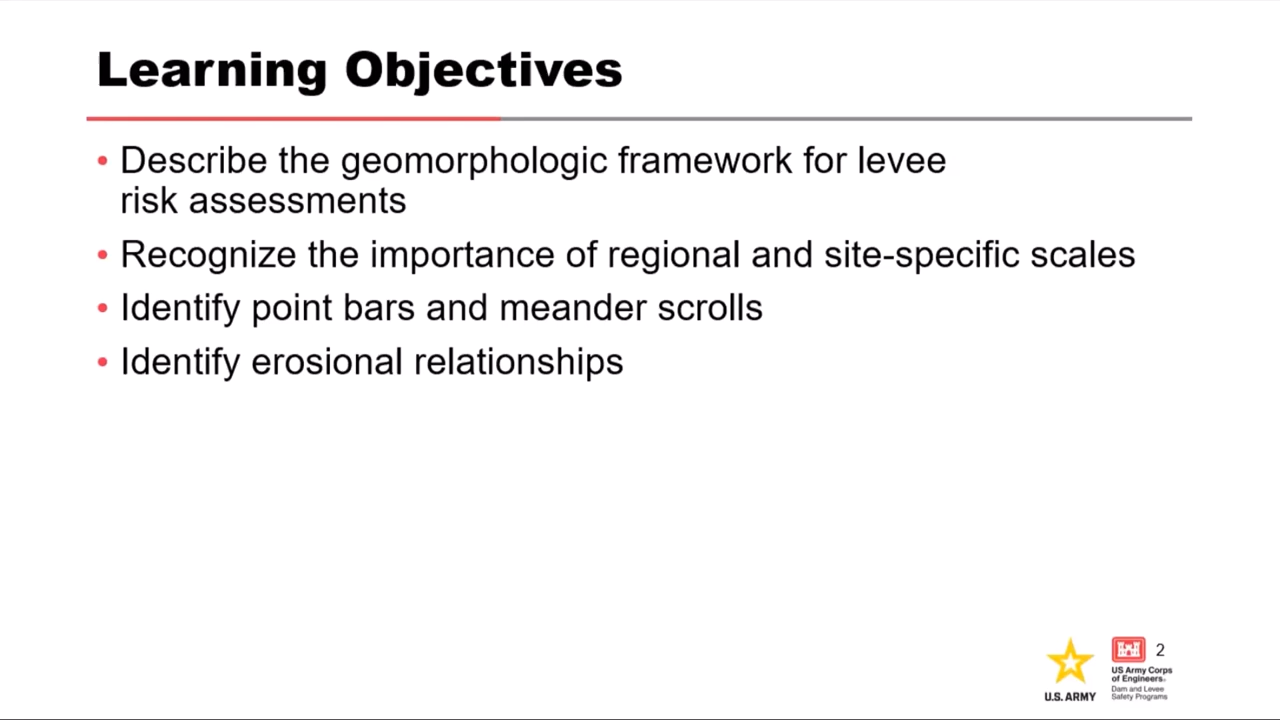 Learning Objectives
• Describe the geomorphologic framework for levee
risk assessments
• Recognize the importance of regional and site-specific scales
• Identify point bars and meander scrolls
• Identify erosional relationships
2
U.S. ARMY
US Army Corps
of Engineers®
Dam and Levee
Safety Programs